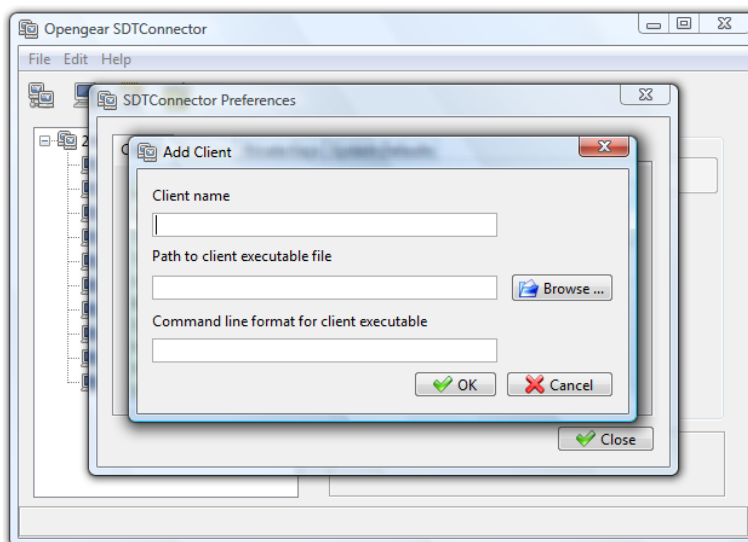 Opengear SDTConnector
File Edit Help
SDTConnector Preferences
Add Client
Client name
Path to client executable file
Browse ...
Command line format for client executable
OK
Cancel
Close